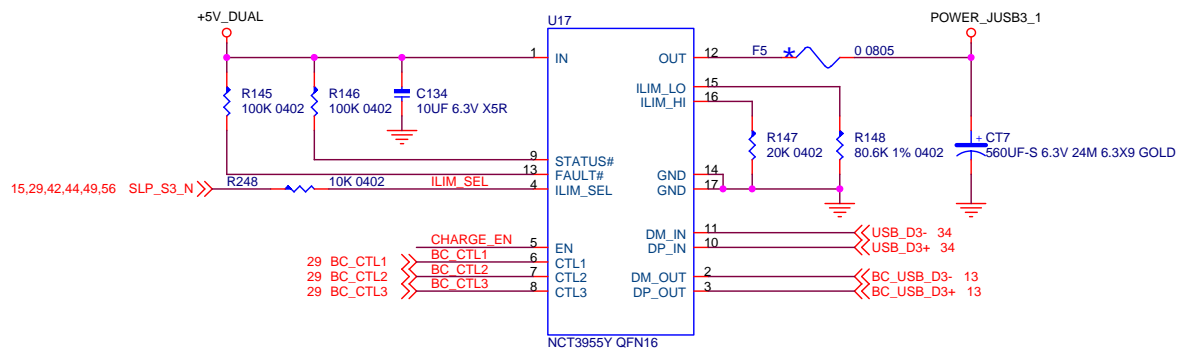 +5V_DUAL
U17
POWER_JUSB3_1
1 IN
OUT 12
F5 * 0 0805
ILIM_LO 15
ILIM_HI 16
R145
100K 0402
R146
100K 0402
C134
10UF 6.3V X5R
R147
20K 0402
R148
80.6K 1% 0402
+ CT7
560UF-S 6.3V 24M 6.3X9 GOLD
9 STATUS#
13 FAULT#
15,29,42,44,49,56 SLP_S3_N R248 10K 0402 ILIM_SEL 4 ILIM_SEL
GND 14
GND 17
CHARGE_EN 5 EN
29 BC_CTL1 BC_CTL1 6 CTL1
29 BC_CTL2 BC_CTL2 7 CTL2
29 BC_CTL3 BC_CTL3 8 CTL3
DM_IN 11 USB_D3- 34
DP_IN 10 USB_D3+ 34
DM_OUT 2 BC_USB_D3- 13
DP_OUT 3 BC_USB_D3+ 13
NCT3955Y QFN16